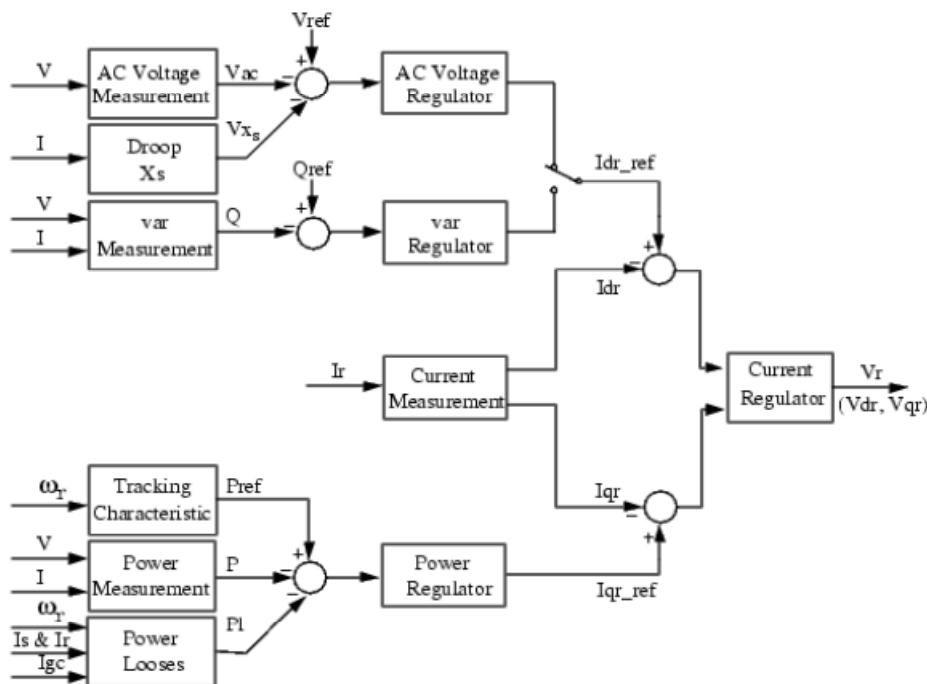 Vref
V
AC Voltage
Measurement
Vac
+
−
−
AC Voltage
Regulator
I
Droop
Xs
Vxs
Qref
V
I
var
Measurement
Q
+
−
var
Regulator
Idr_ref
+
−
Idr
Ir
Current
Measurement
Current
Regulator
Vr
(Vdr, Vqr)
Iqr
−
+
Iqr_ref
ωr
Tracking
Characteristic
Pref
V
I
Power
Measurement
P
+
−
−
Power
Regulator
ωr
Is & Ir
Igc
Power
Looses
Pl